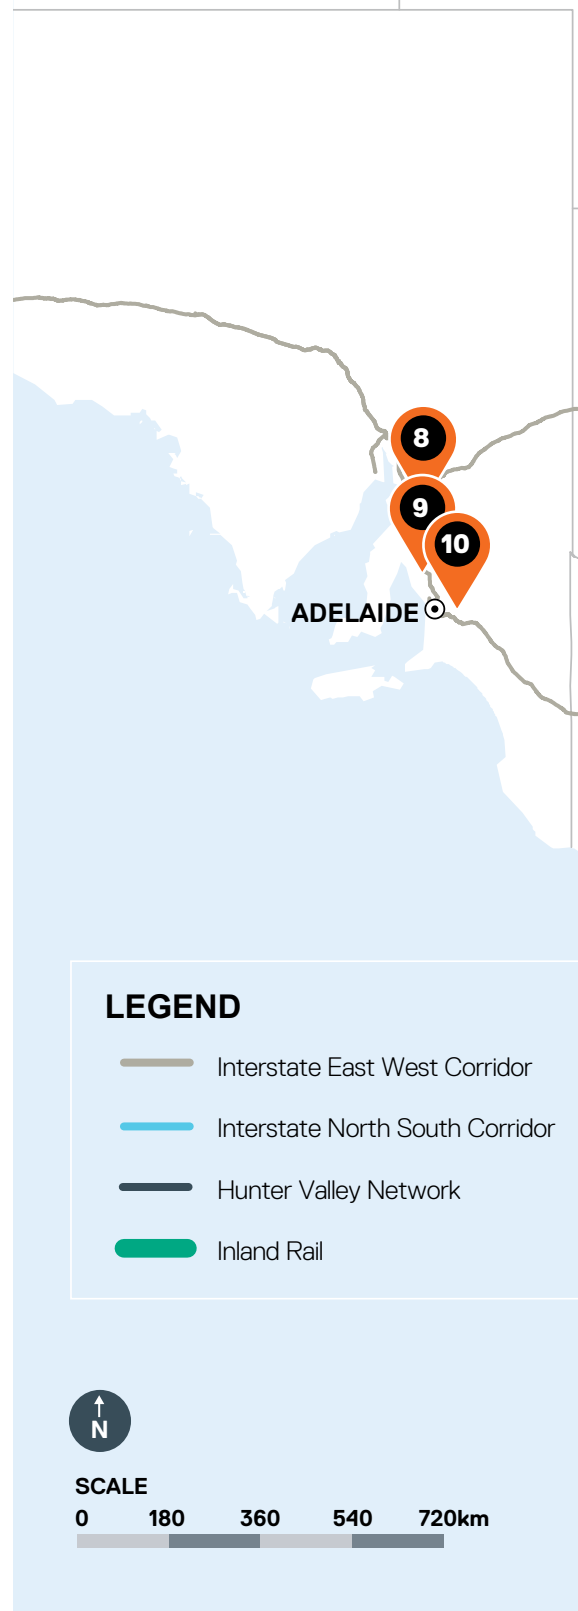 8
9
10
ADELAIDE
LEGEND
Interstate East West Corridor
Interstate North South Corridor
Hunter Valley Network
Inland Rail
N
SCALE
0 180 360 540 720km